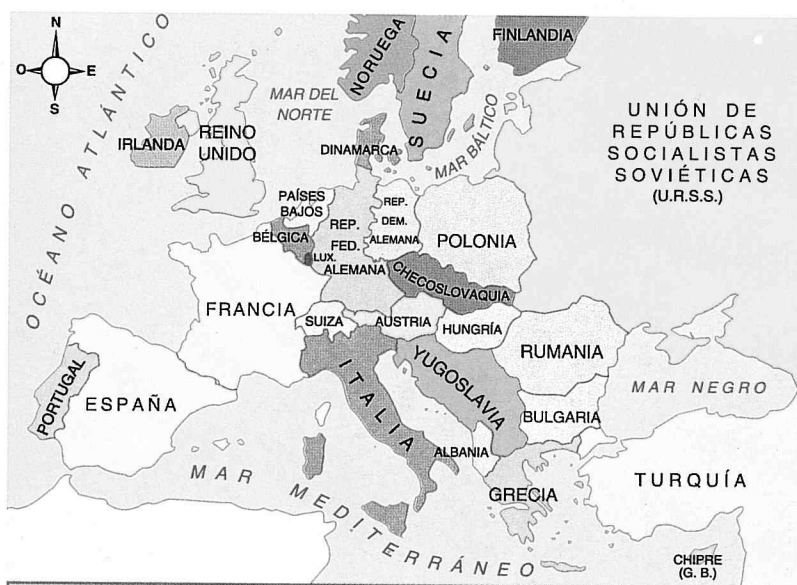 N
O
E
S
OCÉANO ATLÁNTICO
NORUEGA
SUECIA
FINLANDIA
MAR DEL
NORTE
MAR BÁLTICO
UNIÓN DE
REPÚBLICAS
SOCIALISTAS
SOVIÉTICAS
(U.R.S.S.)
IRLANDA
REINO
UNIDO
DINAMARCA
PAÍSES
BAJOS
BÉLGICA
LUX.
REP.
FED.
ALEMANA
REP.
DEM.
ALEMANA
POLONIA
CHECOSLOVAQUIA
FRANCIA
SUIZA
AUSTRIA
HUNGRÍA
RUMANIA
YUGOSLAVIA
ITALIA
PORTUGAL
ESPAÑA
BULGARIA
MAR NEGRO
ALBANIA
GRECIA
TURQUÍA
MAR MEDITERRÁNEO
CHIPRE
(G. B.)